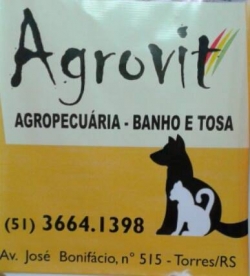 Agrovit
AGROPECUÁRIA - BANHO E TOSA
(51) 3664.1398
Av. José Bonifácio, nº 515 - Torres/RS